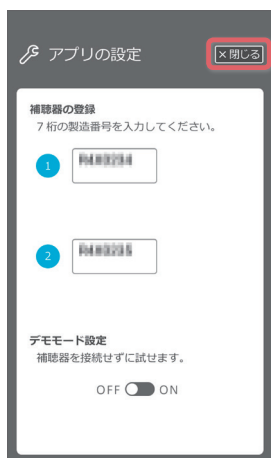 アプリの設定
×閉じる
補聴器の登録
7桁の製造番号を入力してください。
1
2
デモモード設定
補聴器を接続せずに試せます。
OFF ON